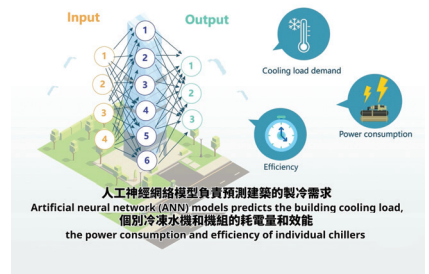 Input
Output
1
2
3
4
1
2
3
4
5
6
1
2
3
Cooling load demand
Power consumption
Efficiency
人工神經網絡模型負責預測建築的製冷需求
Artificial neural network (ANN) models predicts the building cooling load,
個別冷凍水機和機組的耗電量和效能
the power consumption and efficiency of individual chillers